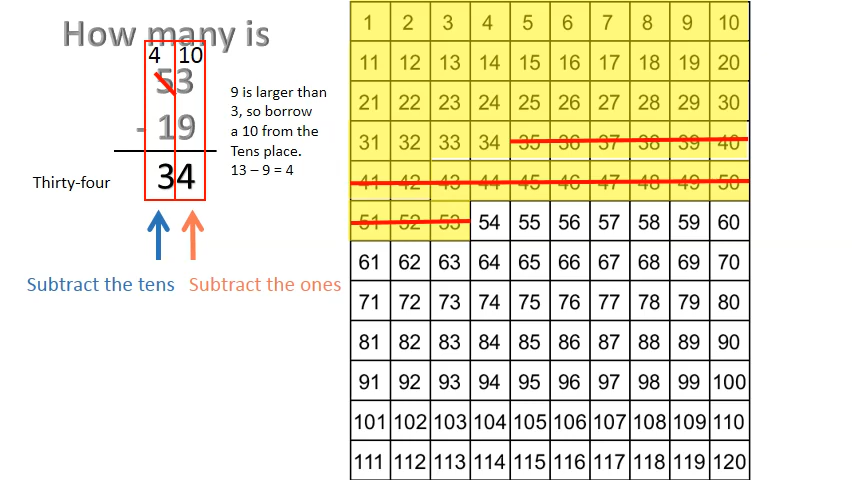 How many is
4 10
53
- 19
34
Thirty-four
9 is larger than
3, so borrow
a 10 from the
Tens place.
13 – 9 = 4
Subtract the tens
Subtract the ones
1 2 3 4 5 6 7 8 9 10
11 12 13 14 15 16 17 18 19 20
21 22 23 24 25 26 27 28 29 30
31 32 33 34 35 36 37 38 39 40
41 42 43 44 45 46 47 48 49 50
51 52 53 54 55 56 57 58 59 60
61 62 63 64 65 66 67 68 69 70
71 72 73 74 75 76 77 78 79 80
81 82 83 84 85 86 87 88 89 90
91 92 93 94 95 96 97 98 99 100
101 102 103 104 105 106 107 108 109 110
111 112 113 114 115 116 117 118 119 120